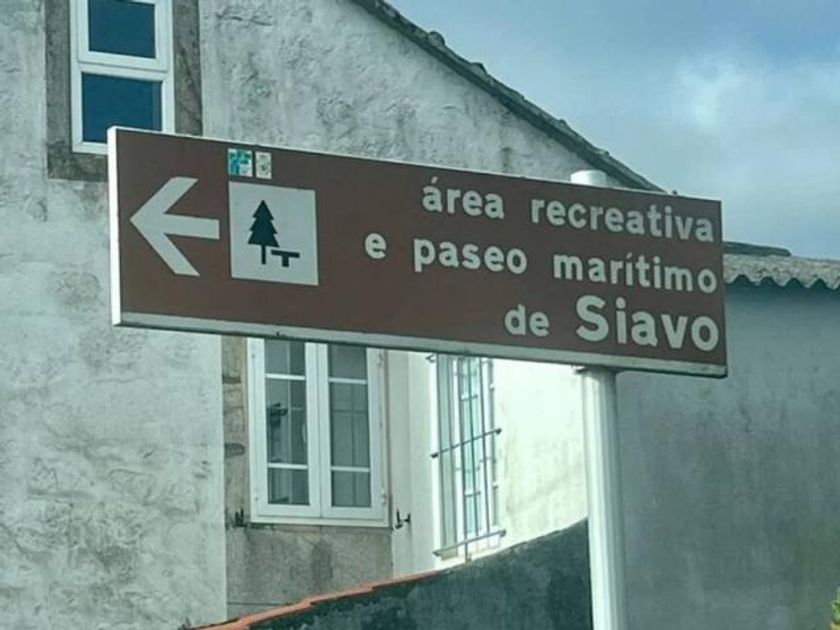 área recreativa
e paseo marítimo
de Siavo